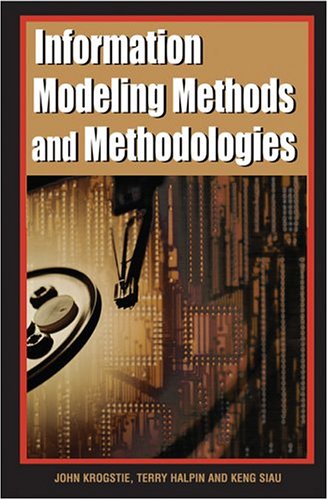 Information
Modeling Methods
and Methodologies
JOHN KROGSTIE, TERRY HALPIN AND KENG SIAU